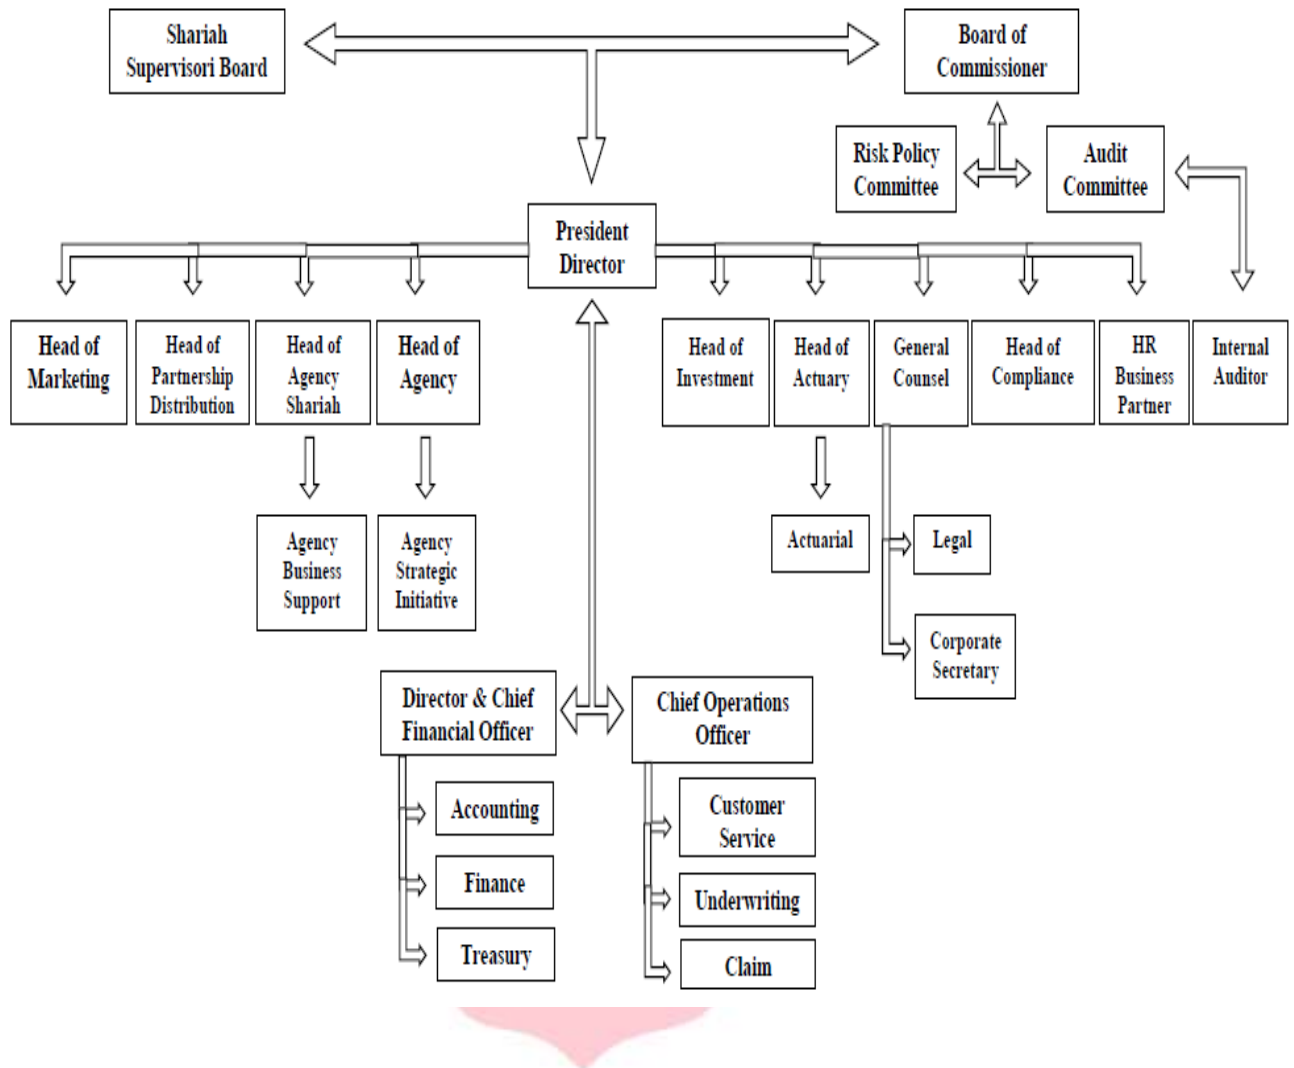 Shariah
Supervisori Board
Board of
Commissioner
Risk Policy
Committee
Audit
Committee
President
Director
Head of
Marketing
Head of
Partnership
Distribution
Head of
Agency
Shariah
Head of
Agency
Head of
Investment
Head of
Actuary
General
Counsel
Head of
Compliance
HR
Business
Partner
Internal
Auditor
Agency
Business
Support
Agency
Strategic
Initiative
Actuarial
Legal
Corporate
Secretary
Director & Chief
Financial Officer
Chief Operations
Officer
Accounting
Finance
Treasury
Customer
Service
Underwriting
Claim